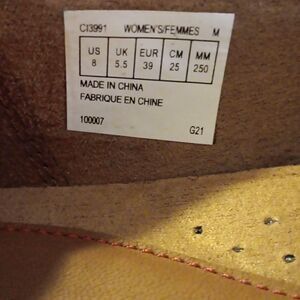 CI3991 WOMEN'S/FEMMES M
US UK EUR CM MM
8 5.5 39 25 250
MADE IN CHINA
FABRIQUE EN CHINE
100007 G21